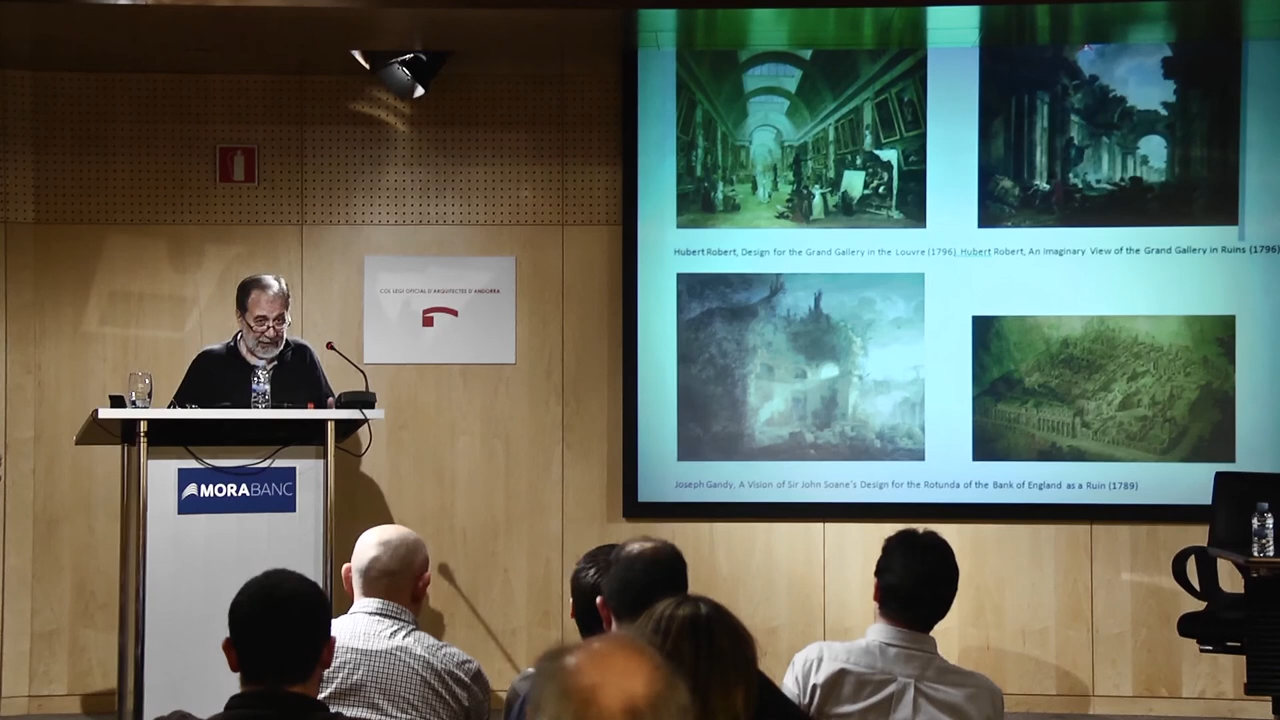 COL·LEGI OFICIAL D'ARQUITECTES D'ANDORRA
MORABANC
Hubert Robert, Design for the Grand Gallery in the Louvre (1796) Hubert Robert, An Imaginary View of the Grand Gallery in Ruins (1796)
Joseph Gandy, A Vision of Sir John Soane's Design for the Rotunda of the Bank of England as a Ruin (1789)